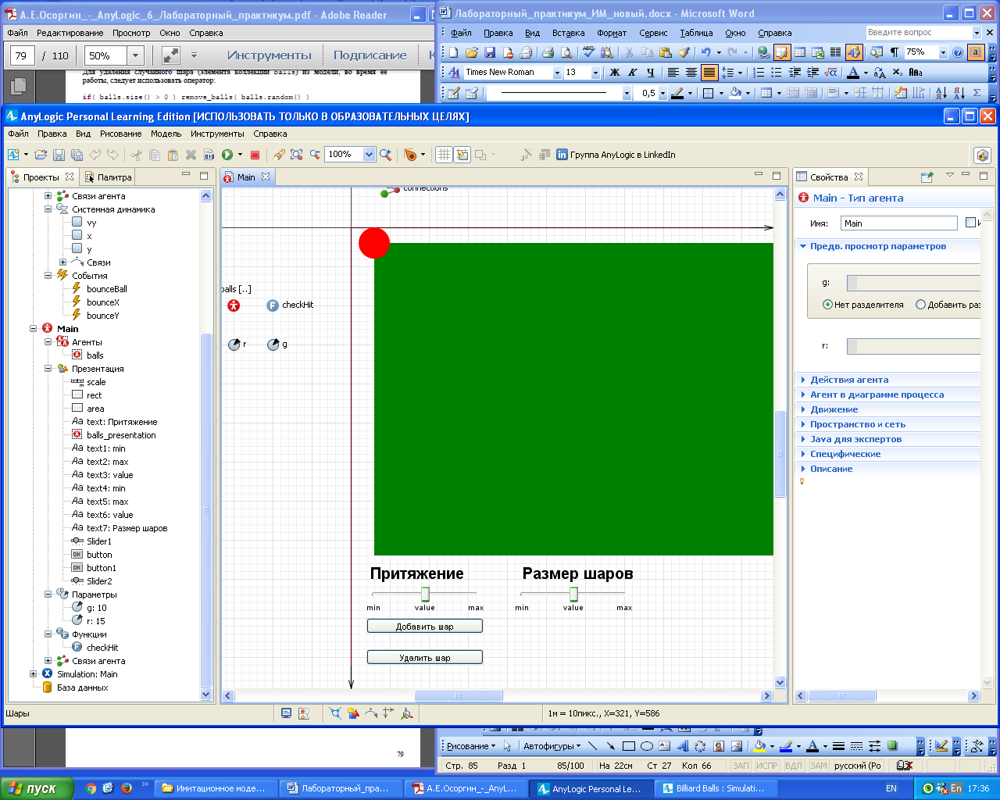 А.Е.Осоргин_-_AnyLogic_6_Лабораторный_практикум.pdf - Adobe Reader
Файл Редактирование Просмотр Окно Справка
79 / 110 50% Инструменты Подписание
Для удаления случайного шара (элемента коллекции balls) из модели, во время ее
работы, следует использовать оператор:
if( balls.size() > 0 ) remove_balls( balls.random() )
Лабораторный_практикум_ИМ_новый.docx - Microsoft Word
Файл Правка Вид Вставка Формат Сервис Таблица Окно Справка Введите вопрос
75%
Times New Roman 13 Ж К Ч
0,5
AnyLogic Personal Learning Edition [ИСПОЛЬЗОВАТЬ ТОЛЬКО В ОБРАЗОВАТЕЛЬНЫХ ЦЕЛЯХ]
Файл Правка Вид Рисование Модель Инструменты Справка
100% Группа AnyLogic в LinkedIn
Проекты Палитра
Связи агента
Системная динамика
vy
x
y
Связи
События
bounceBall
bounceX
bounceY
Main
Агенты
balls
Презентация
scale
rect
area
text: Притяжение
balls_presentation
text1: min
text2: max
text3: value
text4: min
text5: max
text6: value
text7: Размер шаров
Slider1
button
button1
Slider2
Параметры
g: 10
r: 15
Функции
checkHit
Связи агента
Simulation: Main
База данных
Main
connections
balls [..]
checkHit
r g
Притяжение Размер шаров
min value max min value max
Добавить шар
Удалить шар
Свойства
Main - Тип агента
Имя: Main
Предв. просмотр параметров
g:
Нет разделителя Добавить раз
r:
Действия агента
Агент в диаграмме процесса
Движение
Пространство и сеть
Java для экспертов
Специфические
Описание
Шары 1м = 10пикс., X=321, Y=586
79
Рисование Автофигуры
Стр. 85 Разд 1 85/100 На 22см Ст 27 Кол 66 ЗАП ИСПР ВДЛ ЗАМ русский (Ро
пуск Имитационное моде... Лабораторный_пра... А.Е.Осоргин_-_AnyL... AnyLogic Personal Le... Billiard Balls : Simulati... EN En 17:36